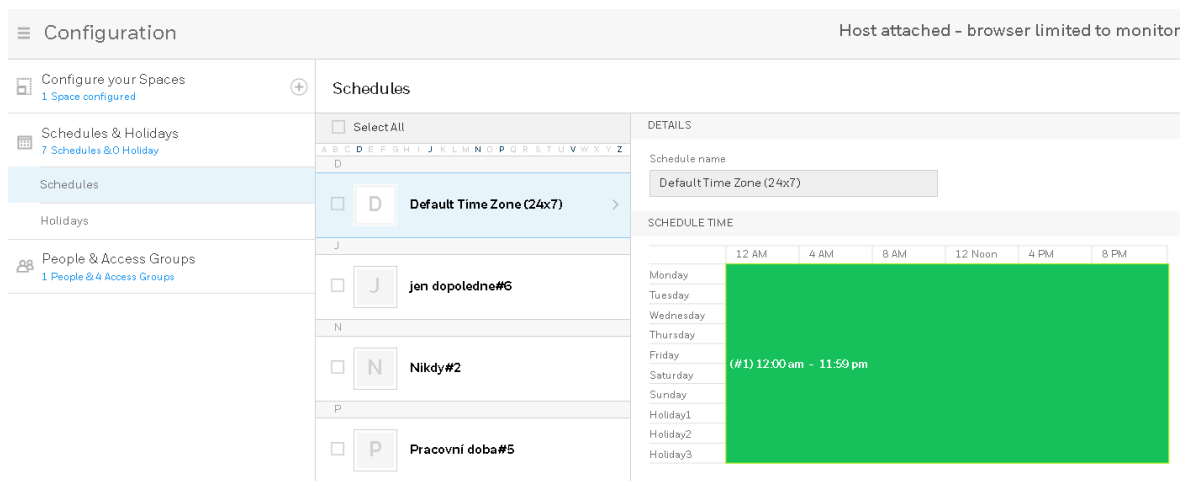 Configuration
Host attached - browser limited to monitor
Configure your Spaces
1 Space configured
Schedules & Holidays
7 Schedules & 0 Holiday
Schedules
Holidays
People & Access Groups
1 People & 4 Access Groups
Schedules
Select All
A B C D E F G H I J K L M N O P Q R S T U V W X Y Z
D
D
Default Time Zone (24x7)
J
J
jen dopoledne#6
N
N
Nikdy#2
P
P
Pracovní doba#5
DETAILS
Schedule name
Default Time Zone (24x7)
SCHEDULE TIME
12 AM 4 AM 8 AM 12 Noon 4 PM 8 PM
Monday
Tuesday
Wednesday
Thursday
Friday
Saturday
Sunday
Holiday1
Holiday2
Holiday3
(#1) 12:00 am - 11:59 pm